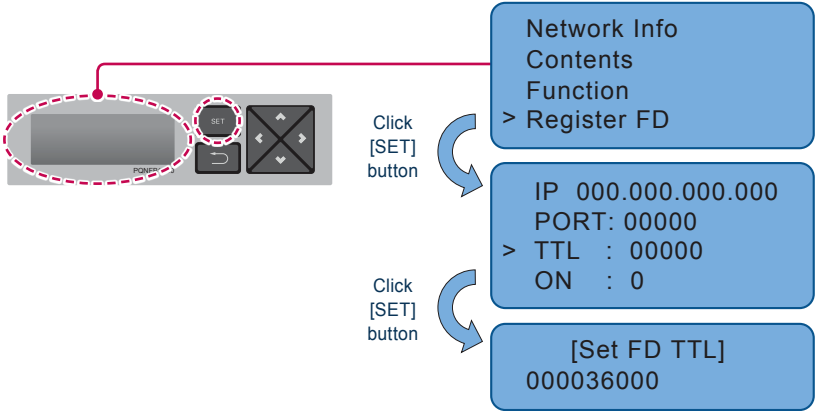 Network Info
Contents
Function
> Register FD
SET
Click
[SET]
button
IP 000.000.000.000
PORT: 00000
> TTL : 00000
ON : 0
Click
[SET]
button
[Set FD TTL]
000036000